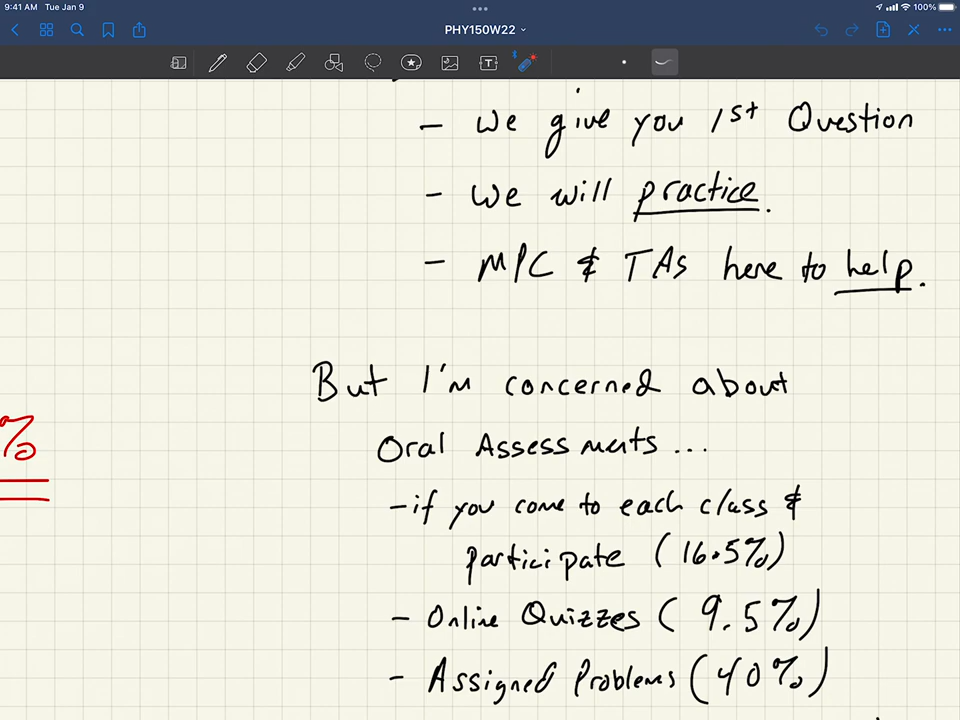 9:41 AM Tue Jan 9
100%
PHY150W22
- We give you 1st Question
- We will practice.
- MPC & TAs here to help.
But I'm concerned about
Oral Assessments...
%
- if you come to each class &
participate (16.5%)
- Online Quizzes (9.5%)
- Assigned Problems (40%)